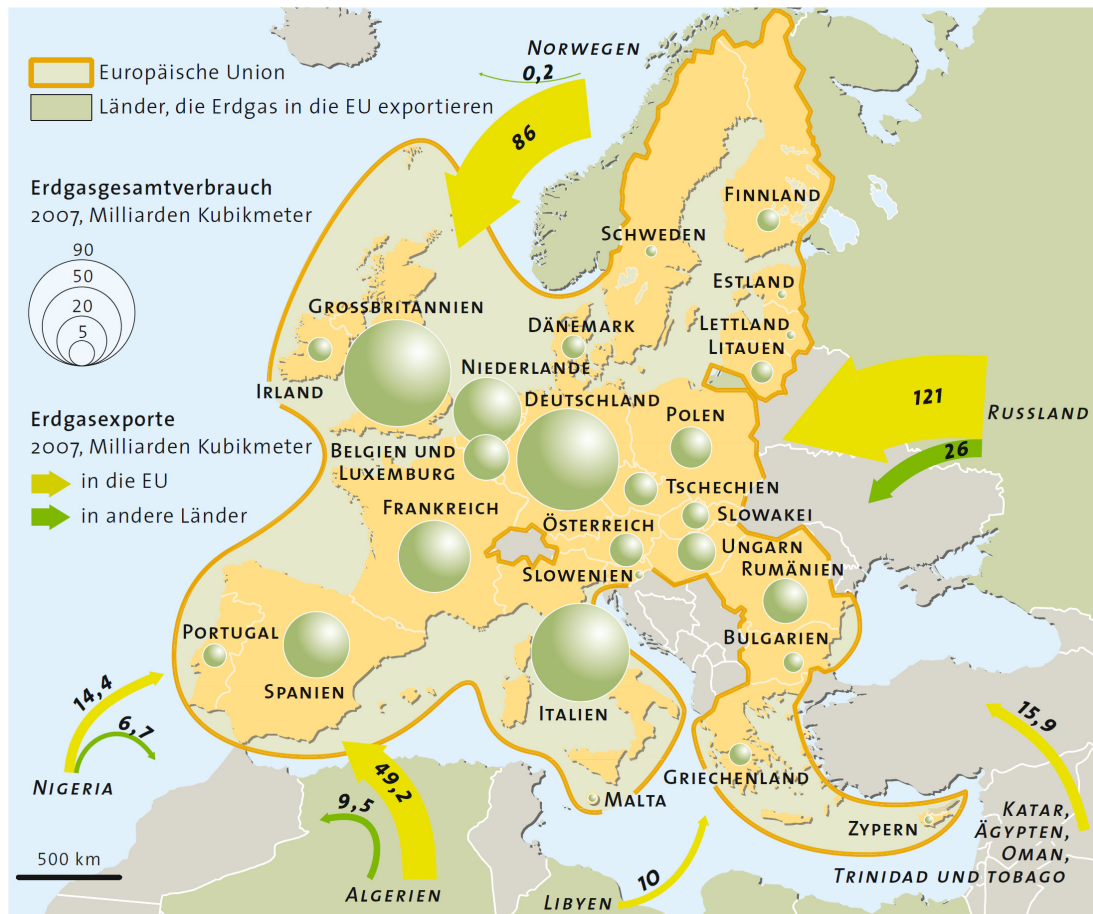 Europäische Union
Länder, die Erdgas in die EU exportieren
Erdgasgesamtverbrauch
2007, Milliarden Kubikmeter
90
50
20
5
Erdgasexporte
2007, Milliarden Kubikmeter
in die EU
in andere Länder
NORWEGEN
0,2
86
FINNLAND
SCHWEDEN
ESTLAND
LETTLAND
LITAUEN
GROSSBRITANNIEN
DÄNEMARK
IRLAND
NIEDERLANDE
DEUTSCHLAND
POLEN
121
RUSSLAND
26
BELGIEN UND
LUXEMBURG
TSCHECHIEN
FRANKREICH
SLOWAKEI
ÖSTERREICH
UNGARN
RUMÄNIEN
SLOWENIEN
PORTUGAL
BULGARIEN
SPANIEN
ITALIEN
14,4
6,7
NIGERIA
49,2
9,5
ALGERIEN
GRIECHENLAND
MALTA
ZYPERN
15,9
KATAR,
ÄGYPTEN,
OMAN,
TRINIDAD UND TOBAGO
10
LIBYEN
500 km